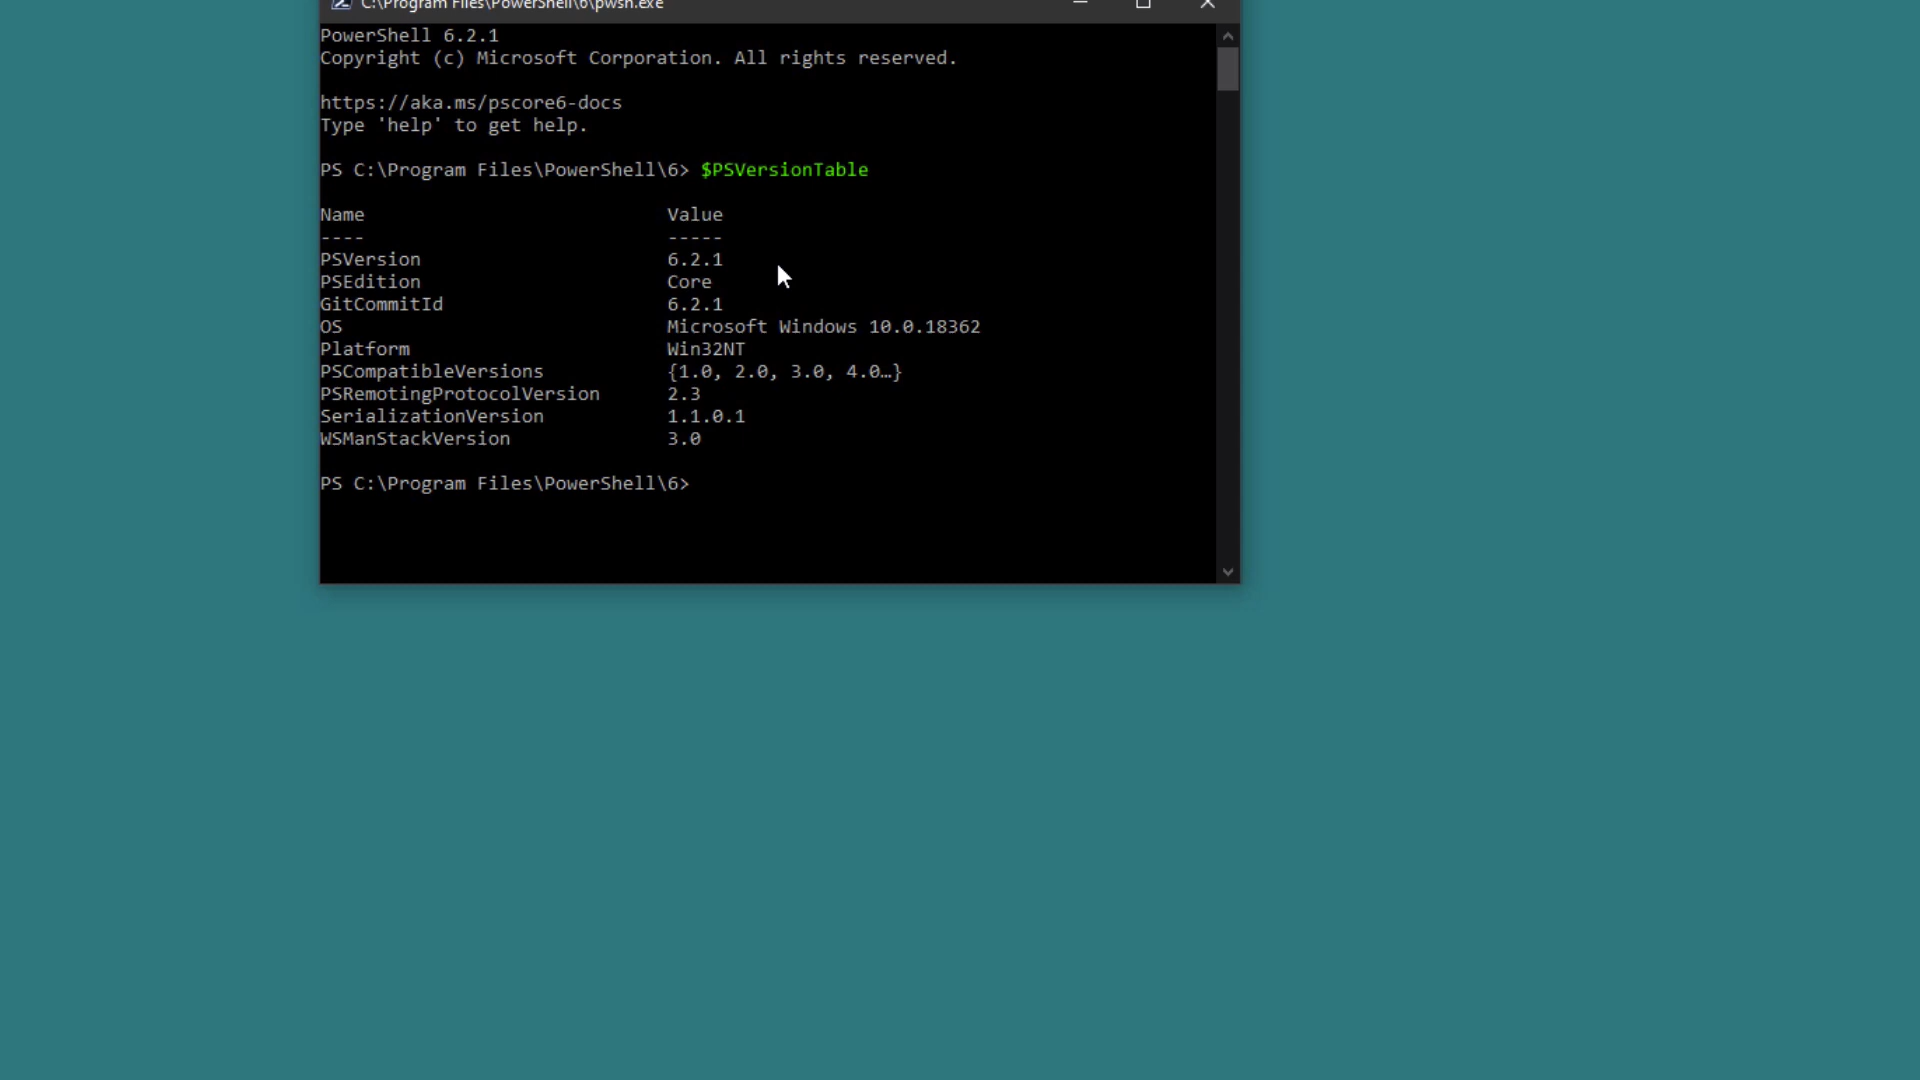 C:\Program Files\PowerShell\6\pwsh.exe
PowerShell 6.2.1
Copyright (c) Microsoft Corporation. All rights reserved.
https://aka.ms/pscore6-docs
Type 'help' to get help.
PS C:\Program Files\PowerShell\6> $PSVersionTable
Name Value
---- -----
PSVersion 6.2.1
PSEdition Core
GitCommitId 6.2.1
OS Microsoft Windows 10.0.18362
Platform Win32NT
PSCompatibleVersions {1.0, 2.0, 3.0, 4.0…}
PSRemotingProtocolVersion 2.3
SerializationVersion 1.1.0.1
WSManStackVersion 3.0
PS C:\Program Files\PowerShell\6>